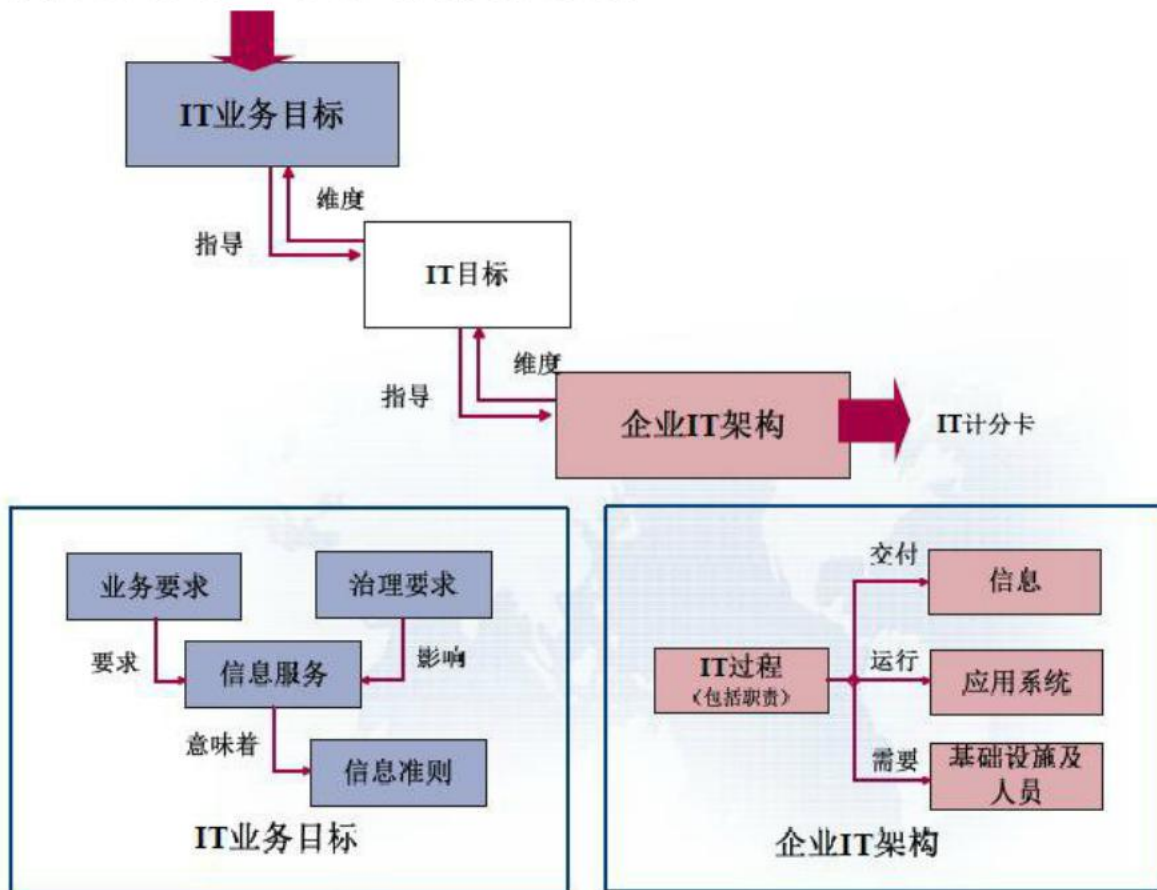 IT业务目标
维度
指导
IT目标
维度
指导
企业IT架构
IT计分卡
业务要求
治理要求
要求
影响
信息服务
意味着
信息准则
IT业务目标
交付
信息
IT过程
（包括职责）
运行
应用系统
需要
基础设施及
人员
企业IT架构